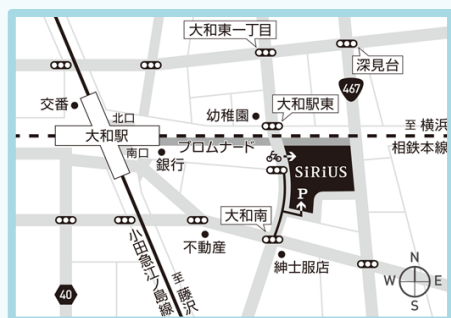 大和東一丁目
深見台
467
交番
北口
幼稚園
大和駅東
至 横浜
大和駅
プロムナード
相鉄本線
南口
銀行
SiRiUS
P
大和南
不動産
紳士服店
小田急江ノ島線
至 藤沢
40
N
W
E
S